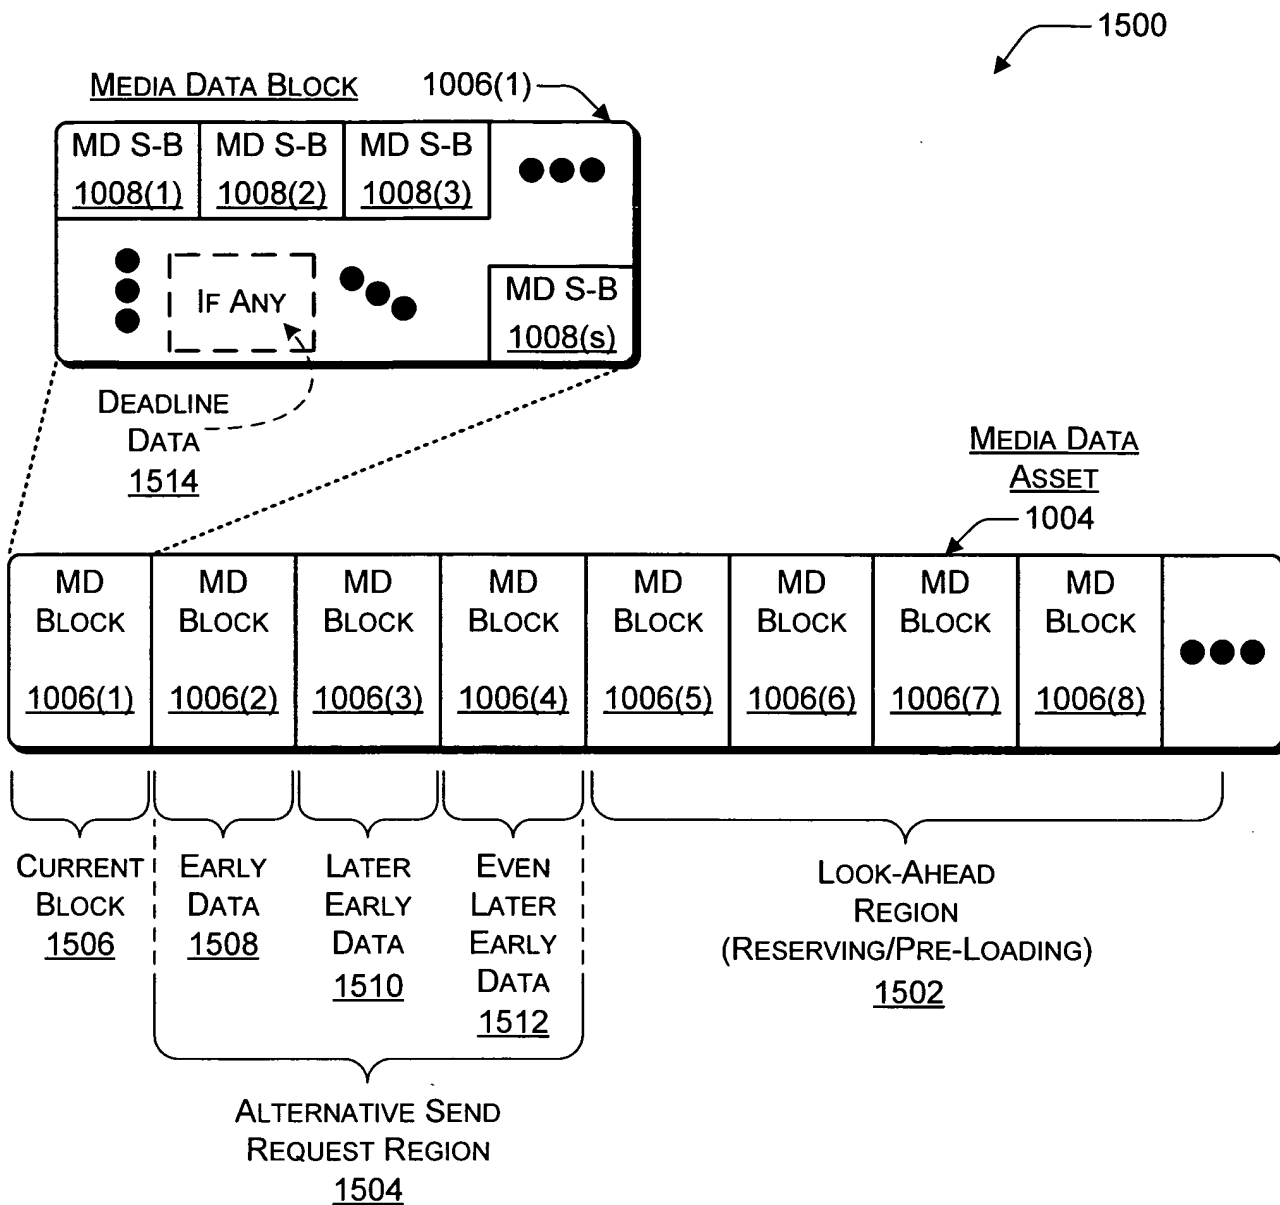 1500
MEDIA DATA BLOCK
1006(1)
MD S-B
1008(1)
MD S-B
1008(2)
MD S-B
1008(3)
IF ANY
MD S-B
1008(s)
DEADLINE
DATA
1514
MEDIA DATA
ASSET
1004
MD
BLOCK
1006(1)
MD
BLOCK
1006(2)
MD
BLOCK
1006(3)
MD
BLOCK
1006(4)
MD
BLOCK
1006(5)
MD
BLOCK
1006(6)
MD
BLOCK
1006(7)
MD
BLOCK
1006(8)
CURRENT
BLOCK
1506
EARLY
DATA
1508
LATER
EARLY
DATA
1510
EVEN
LATER
EARLY
DATA
1512
LOOK-AHEAD
REGION
(RESERVING/PRE-LOADING)
1502
ALTERNATIVE SEND
REQUEST REGION
1504